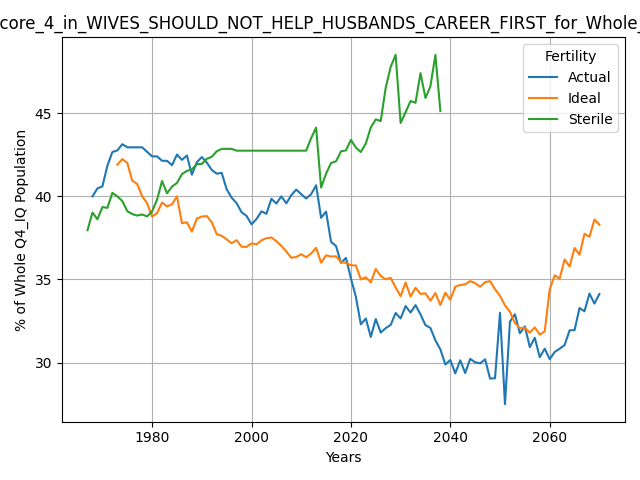 core_4_in_WIVES_SHOULD_NOT_HELP_HUSBANDS_CAREER_FIRST_for_Whole_
Fertility
Actual
Ideal
Sterile
% of Whole Q4_IQ Population
45
40
35
30
1980
2000
2020
2040
2060
Years